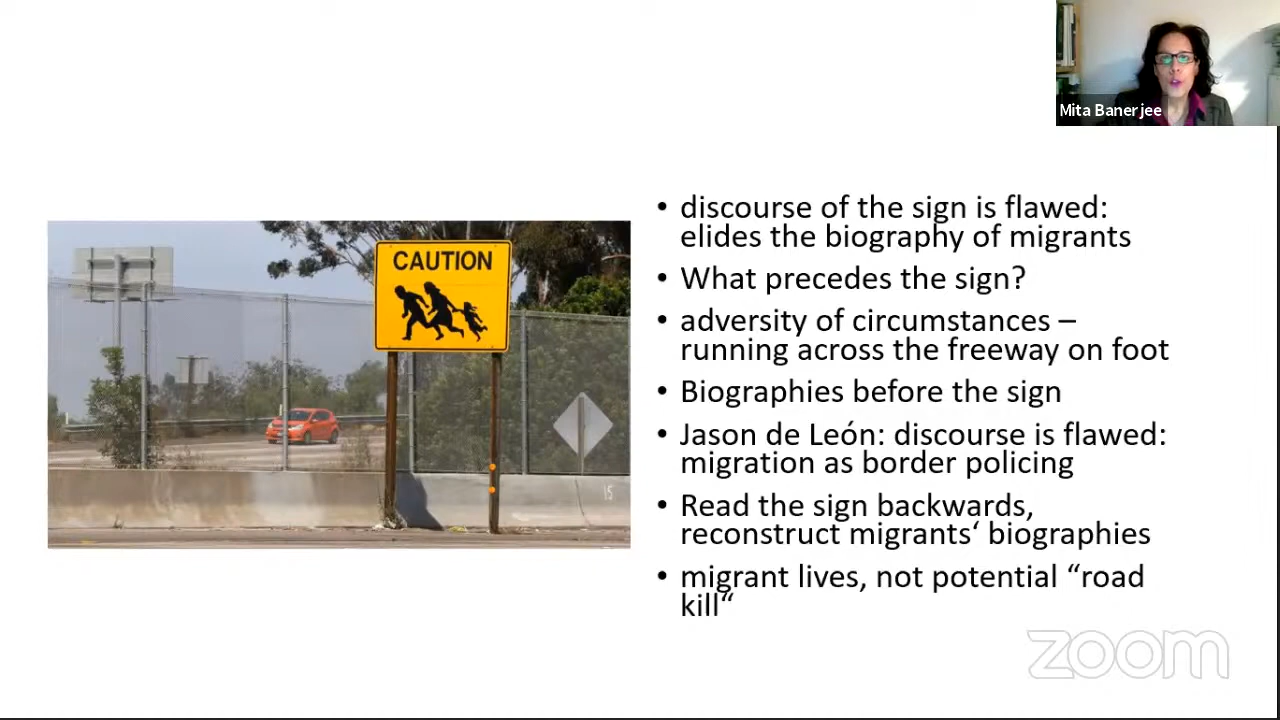 Mita Banerjee
CAUTION
15
• discourse of the sign is flawed:
elides the biography of migrants
• What precedes the sign?
• adversity of circumstances –
running across the freeway on foot
• Biographies before the sign
• Jason de León: discourse is flawed:
migration as border policing
• Read the sign backwards,
reconstruct migrants‘ biographies
• migrant lives, not potential “road
kill“
zoom